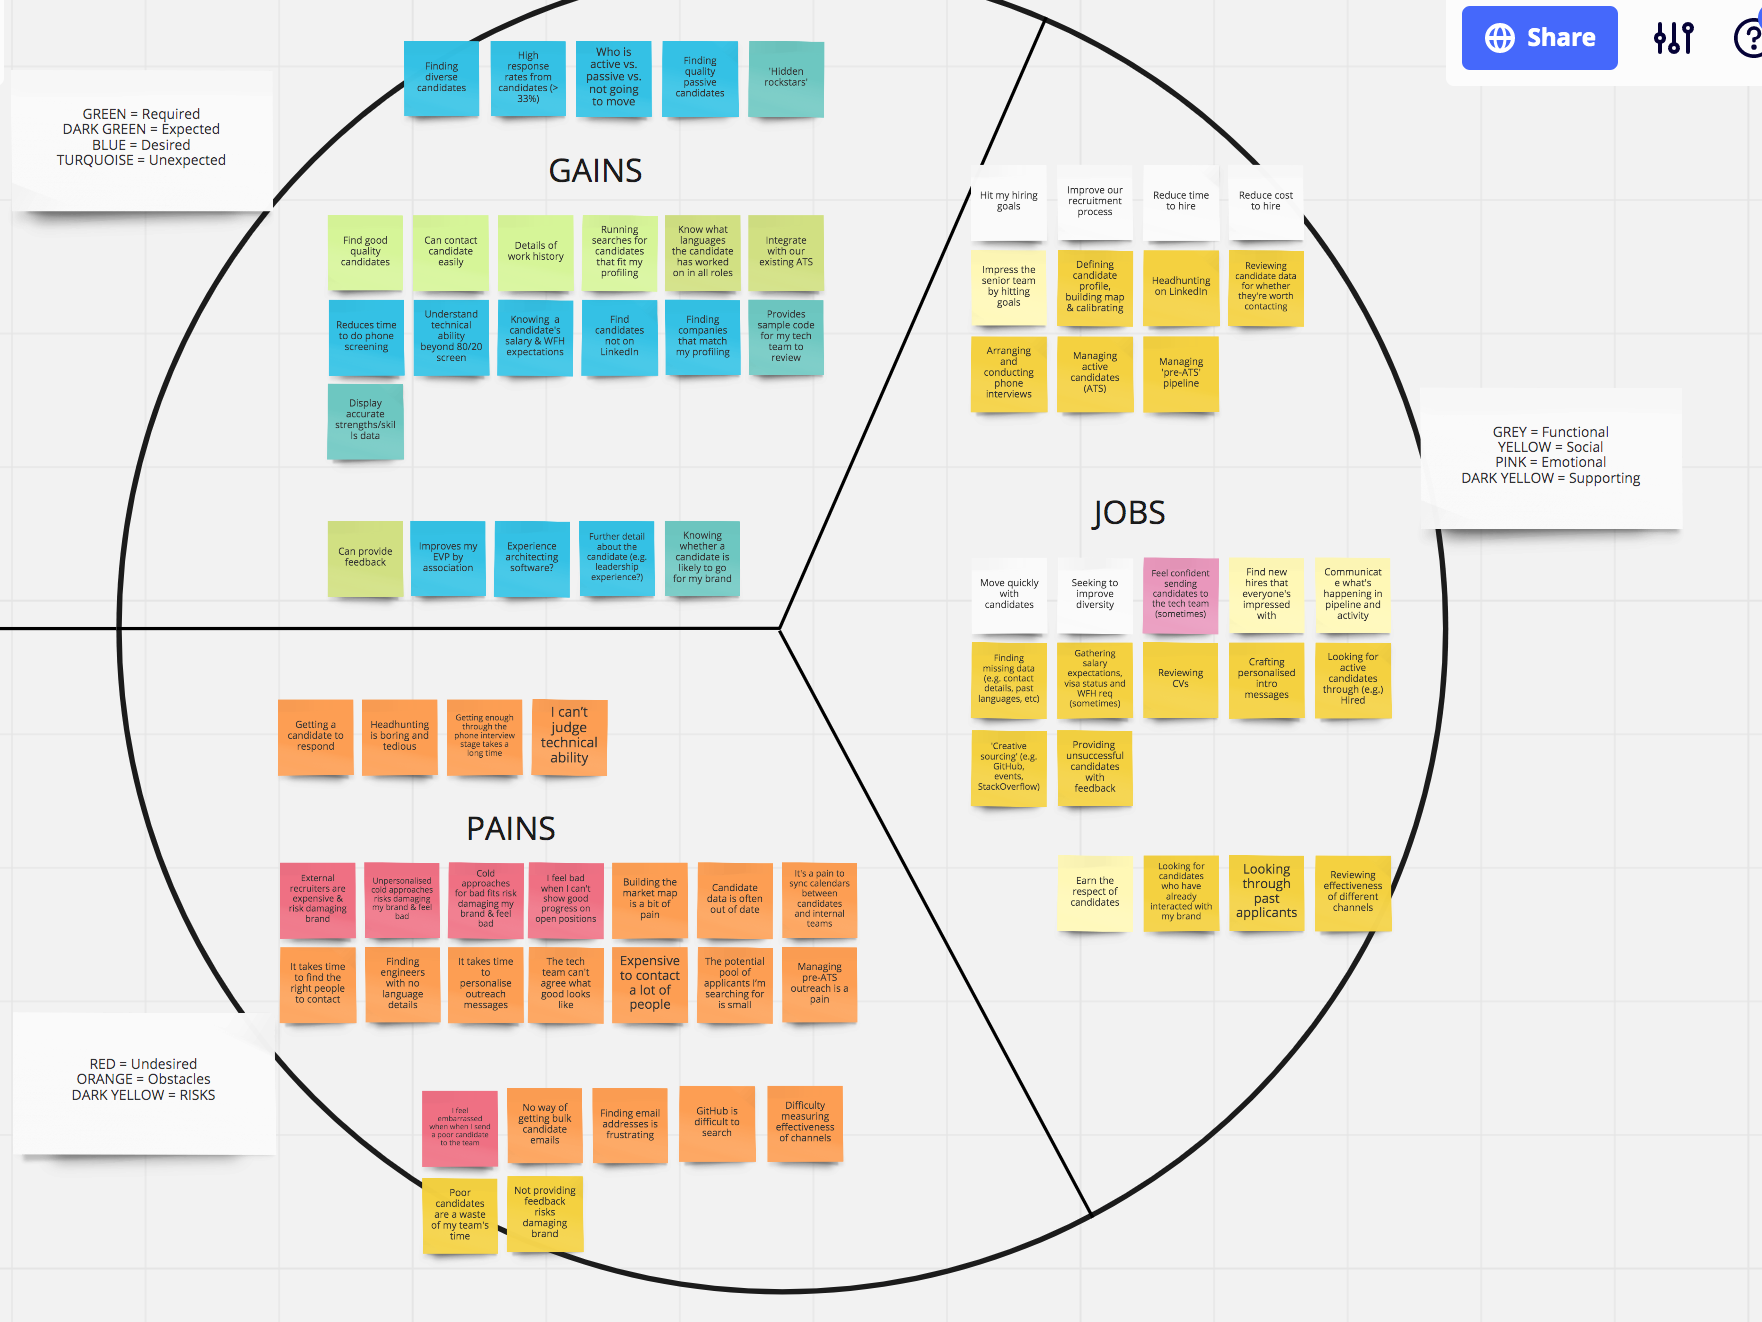 Share
GREEN = Required
DARK GREEN = Expected
BLUE = Desired
TURQUOISE = Unexpected
Finding
diverse
candidates
High
response
rates from
candidates (>
33%)
Who is
active vs.
passive vs.
not going
to move
Finding
quality
passive
candidates
'Hidden
rockstars'
GAINS
Find good
quality
candidates
Can contact
candidate
easily
Details of
work history
Running
searches for
candidates
that fit my
profiling
Know what
languages
the candidate
has worked
on in all roles
Integrate
with our
existing ATS
Reduces time
to do phone
screening
Understand
technical
ability
beyond 80/20
screen
Knowing a
candidate's
salary & WFH
expectations
Find
candidates
not on
LinkedIn
Finding
companies
that match
my profiling
Provides
sample code
for my tech
team to
review
Display
accurate
strengths/skil
ls data
Can provide
feedback
Improves my
EVP by
association
Experience
architecting
software?
Further detail
about the
candidate (e.g.
leadership
experience?)
Knowing
whether a
candidate is
likely to go
for my brand
Hit my hiring
goals
Improve our
recruitment
process
Reduce time
to hire
Reduce cost
to hire
Impress the
senior team
by hitting
goals
Defining
candidate
profile,
building map
& calibrating
Headhunting
on LinkedIn
Reviewing
candidate data
for whether
they're worth
contacting
Arranging
and
conducting
phone
interviews
Managing
active
candidates
(ATS)
Managing
'pre-ATS'
pipeline
GREY = Functional
YELLOW = Social
PINK = Emotional
DARK YELLOW = Supporting
JOBS
Move quickly
with
candidates
Seeking to
improve
diversity
Feel confident
sending
candidates to
the tech team
(sometimes)
Find new
hires that
everyone's
impressed
with
Communicat
e what's
happening in
pipeline and
activity
Finding
missing data
(e.g. contact
details, past
languages, etc)
Gathering
salary
expectations,
visa status and
WFH req
(sometimes)
Reviewing
CVs
Crafting
personalised
intro
messages
Looking for
active
candidates
through (e.g.)
Hired
'Creative
sourcing' (e.g.
GitHub,
events,
StackOverflow)
Providing
unsuccessful
candidates
with
feedback
Earn the
respect of
candidates
Looking for
candidates
who have
already
interacted with
my brand
Looking
through
past
applicants
Reviewing
effectiveness
of different
channels
Getting a
candidate to
respond
Headhunting
is boring and
tedious
Getting enough
through the
phone interview
stage takes a
long time
I can't
judge
technical
ability
PAINS
External
recruiters are
expensive &
risk damaging
brand
Unpersonalised
cold approaches
risks damaging
my brand & feel
bad
Cold
approaches
for bad fits risk
damaging
my brand & feel
bad
I feel bad
when I can't
show good
progress on
open positions
Building the
market map
is a bit of
pain
Candidate
data is often
out of date
It's a pain to
sync calendars
between
candidates
and internal
teams
It takes time
to find the
right people
to contact
Finding
engineers
with no
language
details
It takes time
to
personalise
outreach
messages
The tech
team can't
agree what
good looks
like
Expensive
to contact
a lot of
people
The potential
pool of
applicants I'm
searching for
is small
Managing
pre-ATS
outreach is a
pain
RED = Undesired
ORANGE = Obstacles
DARK YELLOW = RISKS
I feel
embarrassed
when when I send
a poor candidate
to the team
No way of
getting bulk
candidate
emails
Finding email
addresses is
frustrating
GitHub is
difficult to
search
Difficulty
measuring
effectiveness
of channels
Poor
candidates
are a waste
of my team's
time
Not providing
feedback
risks
damaging
brand